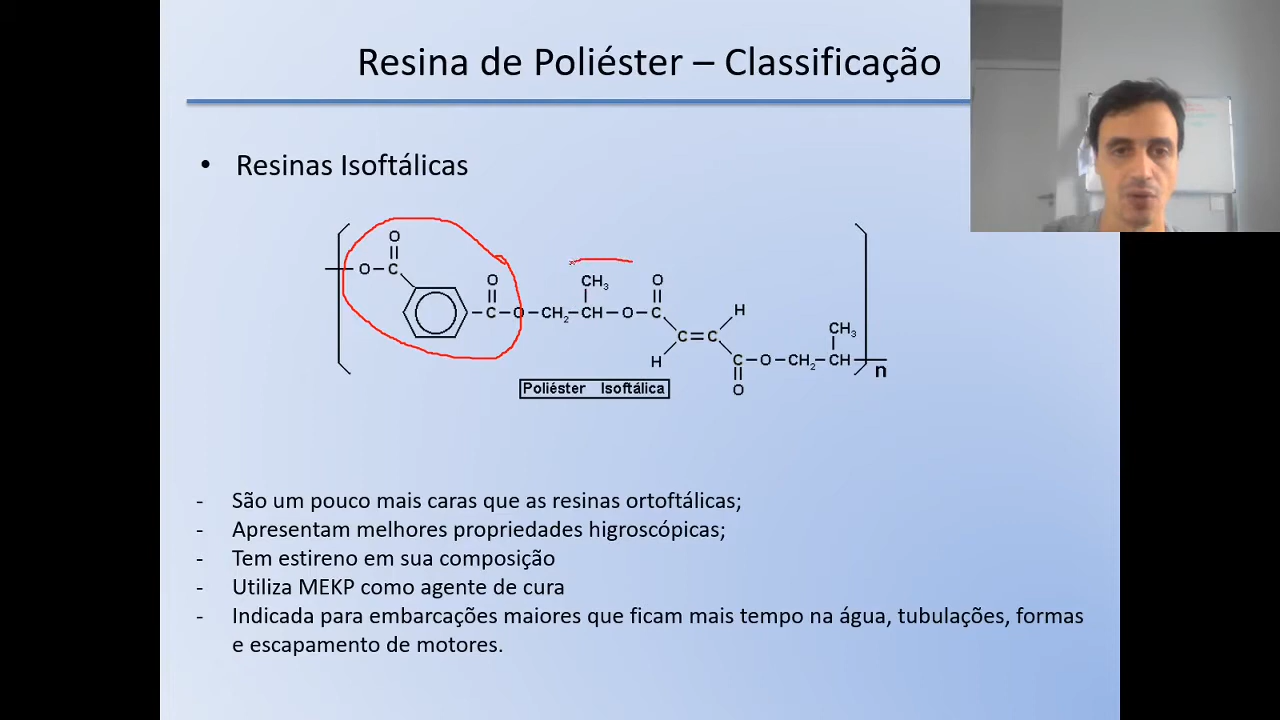 Resina de Poliéster – Classificação
• Resinas Isoftálicas
O
O C
O
C O CH2 CH O C
CH3
O
H
C = C
H
C O CH2 CH
O
CH3
n
Poliéster Isoftálica
- São um pouco mais caras que as resinas ortoftálicas;
- Apresentam melhores propriedades higroscópicas;
- Tem estireno em sua composição
- Utiliza MEKP como agente de cura
- Indicada para embarcações maiores que ficam mais tempo na água, tubulações, formas
e escapamento de motores.